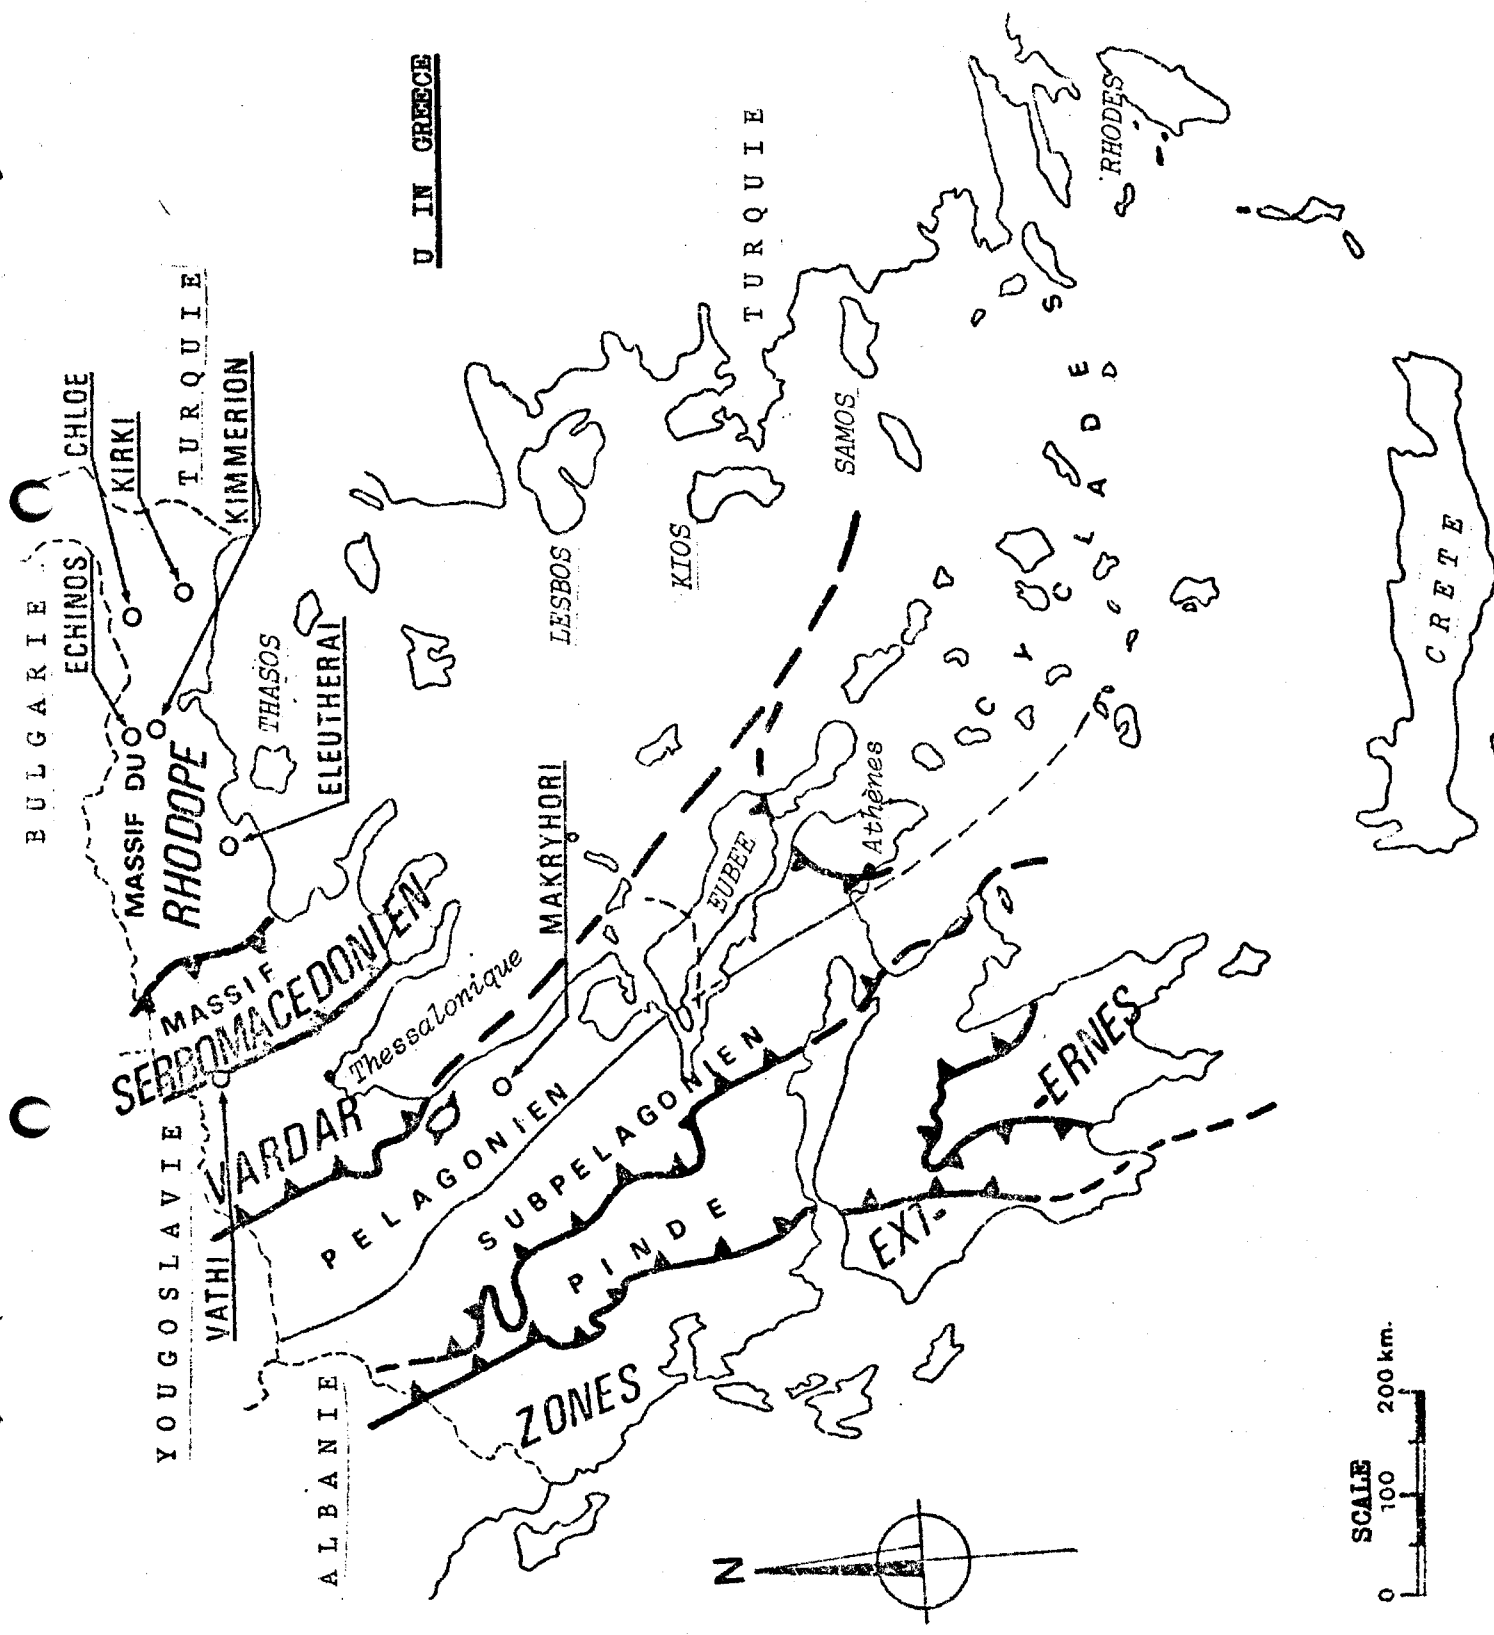 U IN GREECE
BULGARIE
YOUGOSLAVIE
ALBANIE
TURQUIE
TURQUIE
CHLOE
KIRKI
KIMMERION
ECHINOS
ELEUTHERAI
MAKRYHORI
VATHI
MASSIF DU
RHODOPE
MASSIF
SERBOMACEDONIEN
VARDAR
PELAGONIEN
SUBPELAGONIEN
PINDE
ZONES
EXT-
-ERNES
Thessalonique
Athènes
THASOS
LESBOS
KIOS
SAMOS
RHODES
EUBEE
CYCLADES
CRETE
N
SCALE
0 100 200 km.